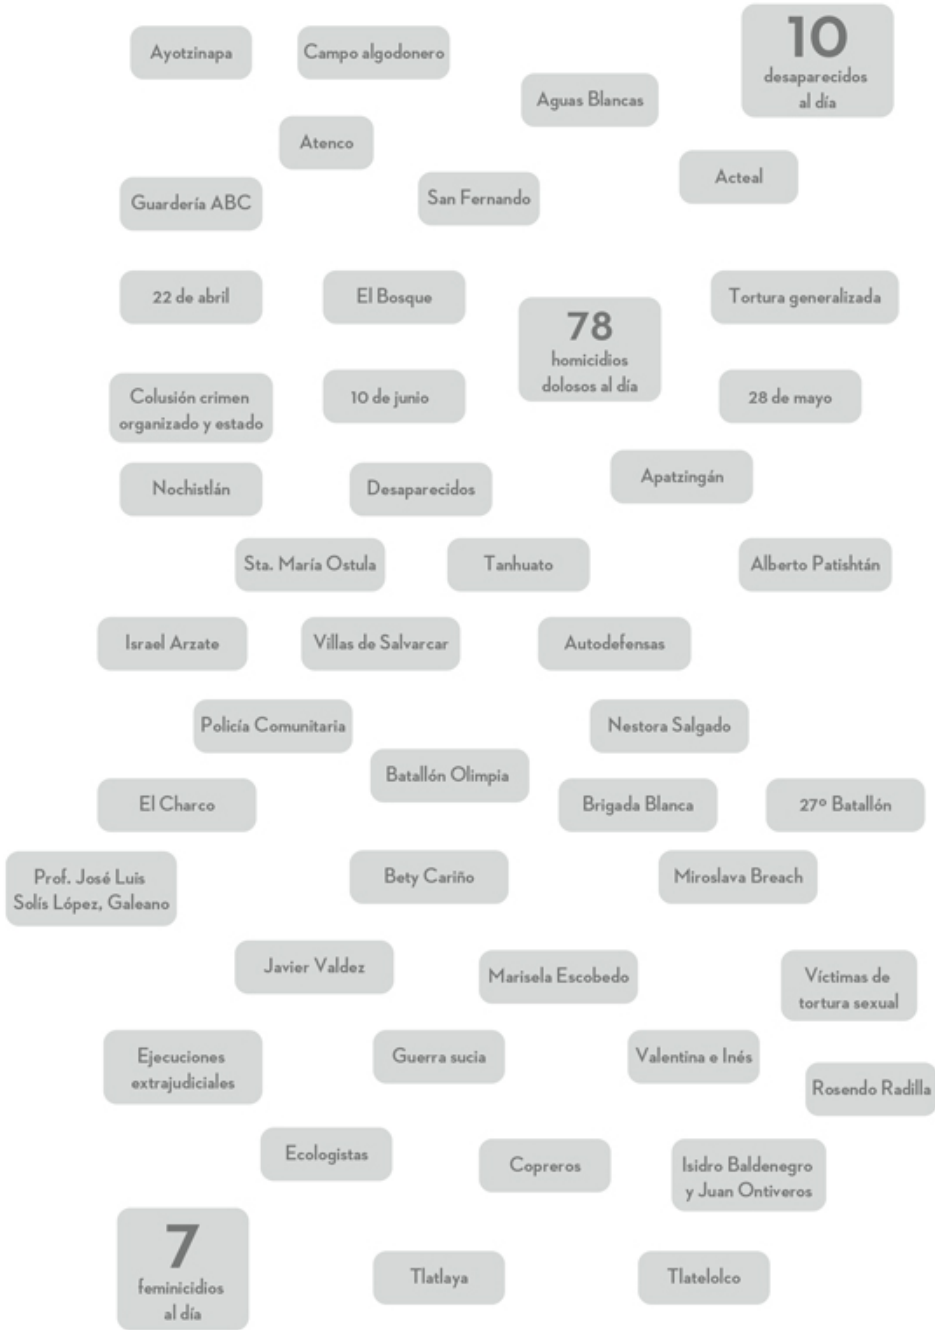 Ayotzinapa
Campo algodonero
10
desaparecidos
al día
Aguas Blancas
Atenco
Acteal
Guardería ABC
San Fernando
22 de abril
El Bosque
Tortura generalizada
78
homicidios
dolosos al día
Colusión crimen
organizado y estado
10 de junio
28 de mayo
Nochistlán
Desaparecidos
Apatzingán
Sta. María Ostula
Tanhuato
Alberto Patishtán
Israel Arzate
Villas de Salvarcar
Autodefensas
Policía Comunitaria
Nestora Salgado
Batallón Olimpia
El Charco
Brigada Blanca
27º Batallón
Prof. José Luis
Solís López, Galeano
Bety Cariño
Miroslava Breach
Javier Valdez
Marisela Escobedo
Víctimas de
tortura sexual
Ejecuciones
extrajudiciales
Guerra sucia
Valentina e Inés
Rosendo Radilla
Ecologistas
Copreros
Isidro Baldenegro
y Juan Ontiveros
7
feminicidios
al día
Tlatlaya
Tlatelolco